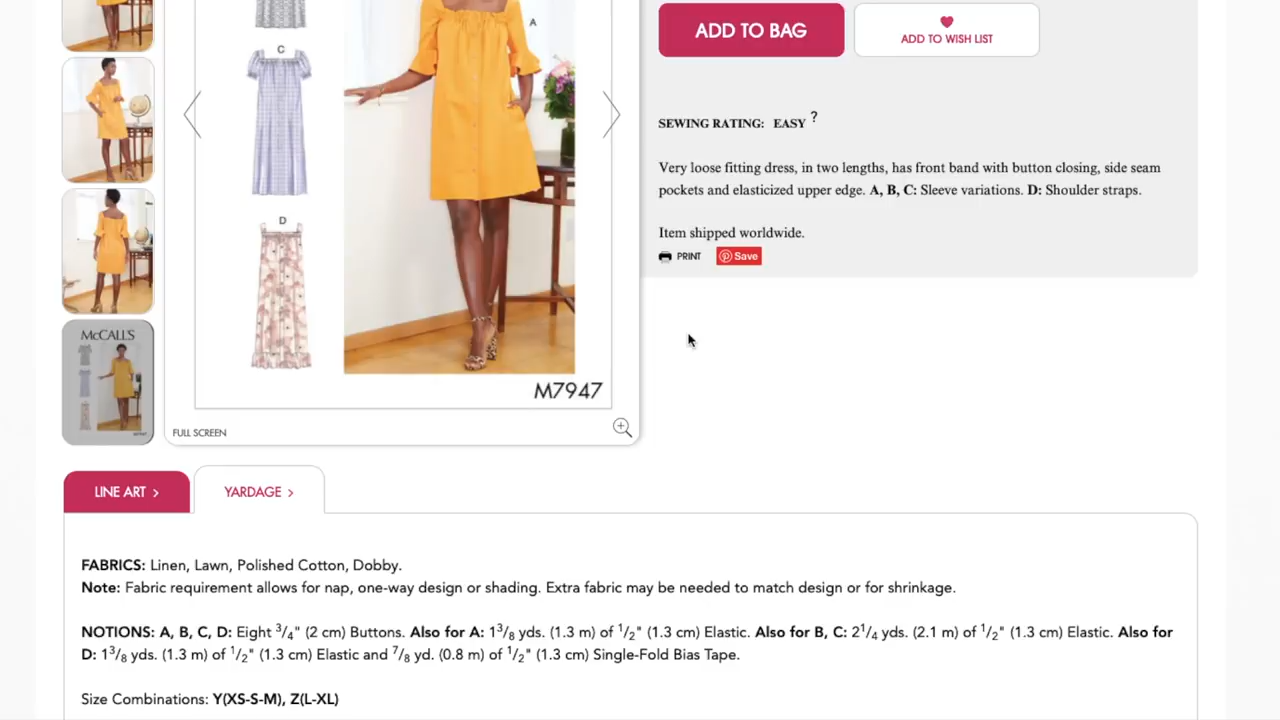 A
C
D
M7947
FULL SCREEN
McCALL'S
ADD TO BAG
ADD TO WISH LIST
SEWING RATING: EASY ?
Very loose fitting dress, in two lengths, has front band with button closing, side seam
pockets and elasticized upper edge. A, B, C: Sleeve variations. D: Shoulder straps.
Item shipped worldwide.
PRINT Save
LINE ART > YARDAGE >
FABRICS: Linen, Lawn, Polished Cotton, Dobby.
Note: Fabric requirement allows for nap, one-way design or shading. Extra fabric may be needed to match design or for shrinkage.
NOTIONS: A, B, C, D: Eight 3/4" (2 cm) Buttons. Also for A: 1 3/8 yds. (1.3 m) of 1/2" (1.3 cm) Elastic. Also for B, C: 2 1/4 yds. (2.1 m) of 1/2" (1.3 cm) Elastic. Also for
D: 1 3/8 yds. (1.3 m) of 1/2" (1.3 cm) Elastic and 7/8 yd. (0.8 m) of 1/2" (1.3 cm) Single-Fold Bias Tape.
Size Combinations: Y(XS-S-M), Z(L-XL)